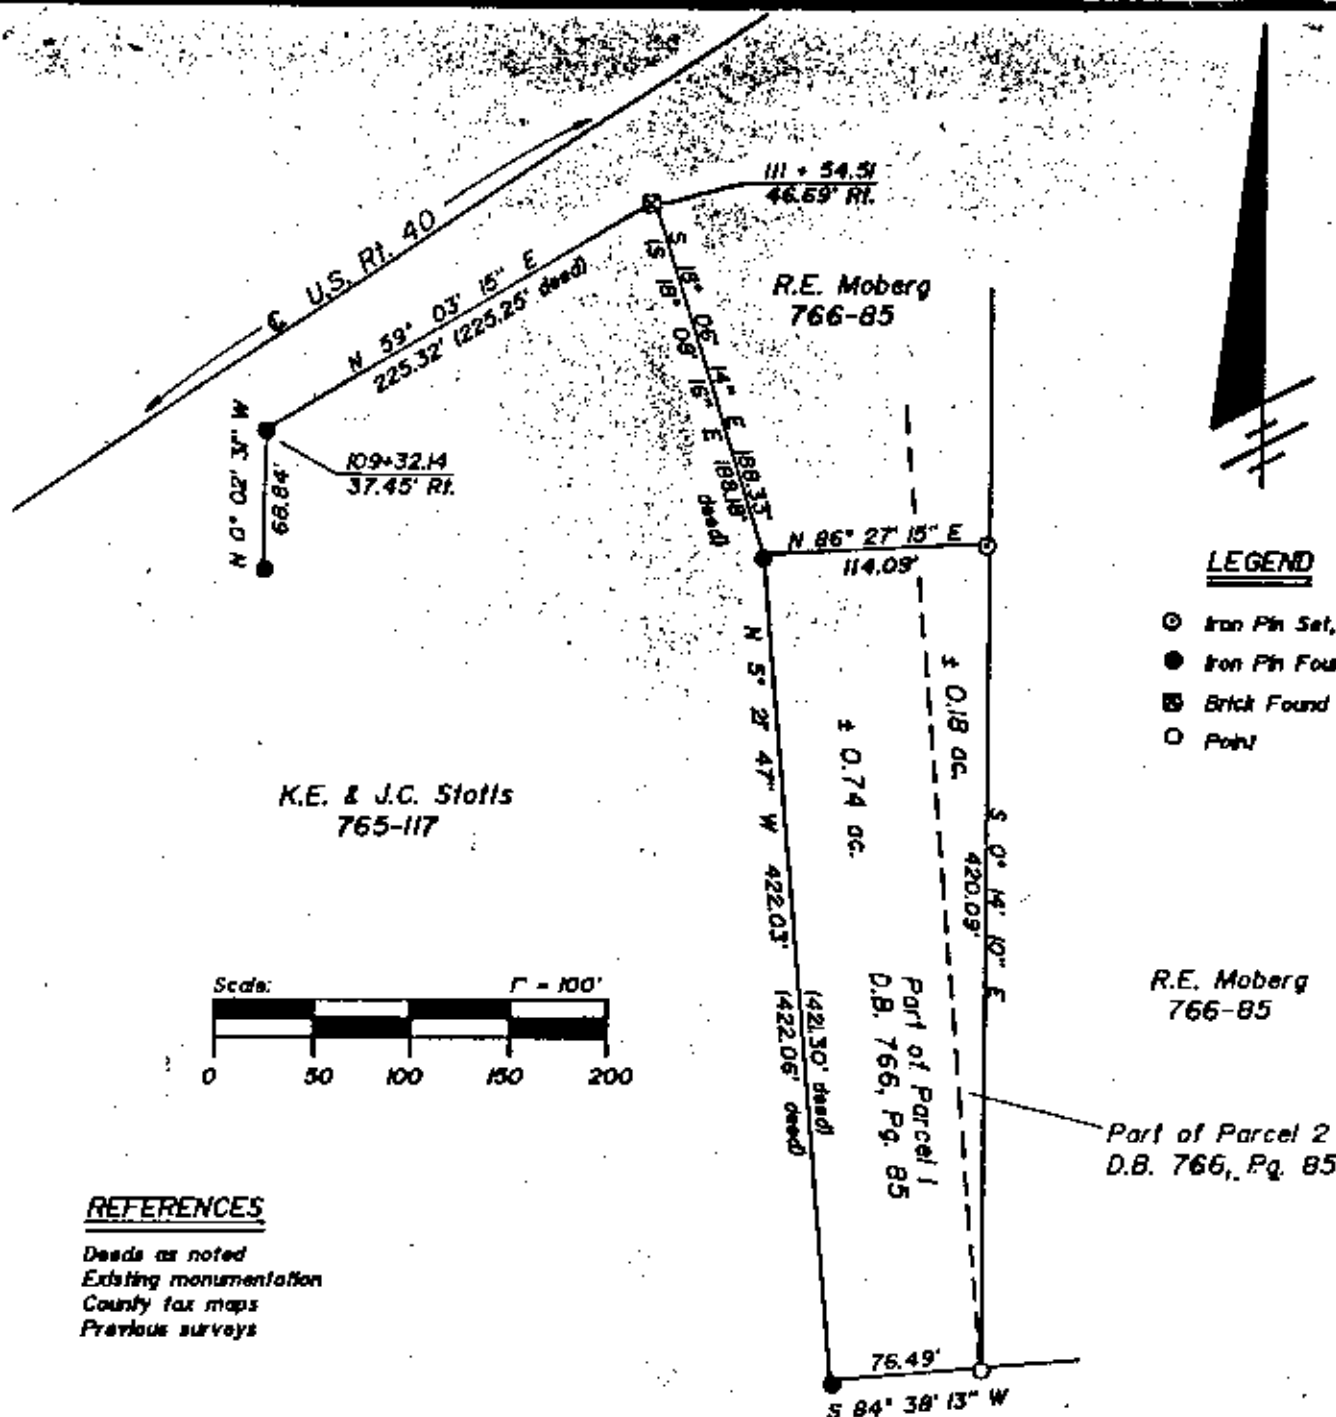 111 + 54.51
46.69' Rt.
℄ U.S. Rt. 40
N 59° 03' 15" E
225.32' (225.25' deed)
S 18° 06' 14" E 188.33'
(S 18° 08' 16" E 188.18' deed)
R.E. Moberg
766-85
N 0° 02' 31" W
68.84'
109+32.14
37.45' Rt.
N 86° 27' 15" E
114.09'
LEGEND
Iron Pin Set,
Iron Pin Fou
Brick Found
Point
N 5° 21' 47" W 422.03'
(421.30' deed)
(422.06' deed)
± 0.74 ac.
± 0.18 ac.
S 0° 14' 10" E
420.09'
K.E. & J.C. Stotts
765-117
Scale: 1" = 100'
0 50 100 150 200
Part of Parcel 1
D.B. 766, Pg. 85
R.E. Moberg
766-85
Part of Parcel 2
D.B. 766, Pg. 85
REFERENCES
Deeds as noted
Existing monumentation
County tax maps
Previous surveys
76.49'
S 84° 38' 13" W